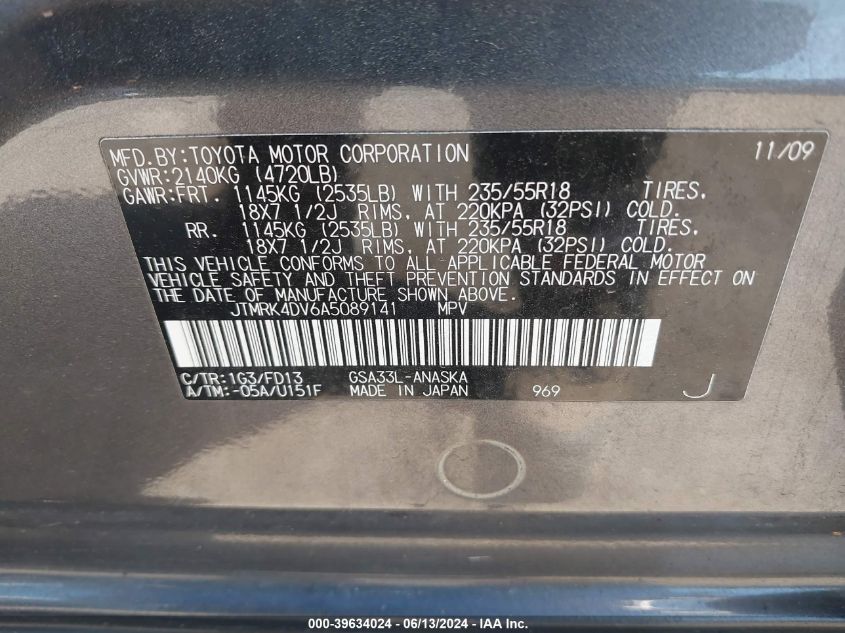 MFD.BY:TOYOTA MOTOR CORPORATION 11/09
GVWR:2140KG (4720LB)
GAWR:FRT. 1145KG (2535LB) WITH 235/55R18 TIRES,
18X7 1/2J RIMS, AT 220KPA (32PSI) COLD.
RR. 1145KG (2535LB) WITH 235/55R18 TIRES,
18X7 1/2J RIMS, AT 220KPA (32PSI) COLD.
THIS VEHICLE CONFORMS TO ALL APPLICABLE FEDERAL MOTOR
VEHICLE SAFETY AND THEFT PREVENTION STANDARDS IN EFFECT ON
THE DATE OF MANUFACTURE SHOWN ABOVE.
JTMRK4DV6A5089141 MPV
C/TR:1G3/FD13 GSA33L-ANASKA
A/TM:-05A/U151F MADE IN JAPAN 969 J
000-39634024 - 06/13/2024 - IAA Inc.